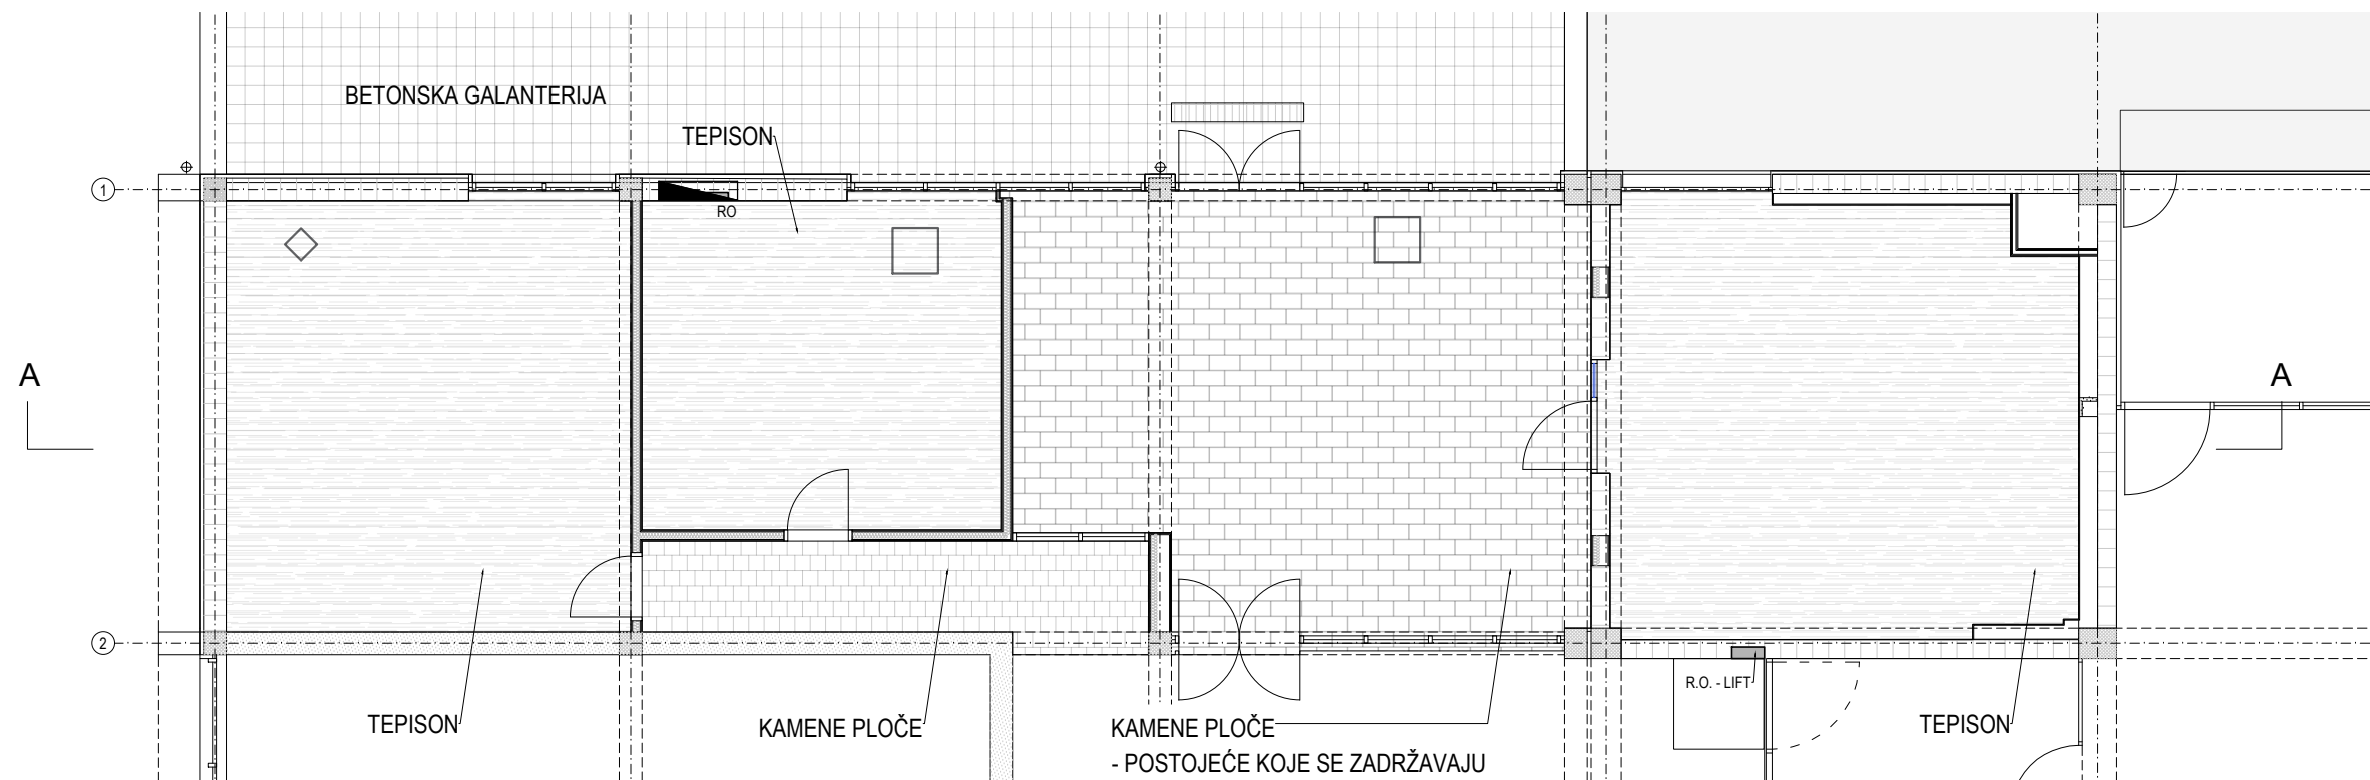 BETONSKA GALANTERIJA
TEPISON
1
RO
A
A
2
R.O. - LIFT
TEPISON
KAMENE PLOČE
KAMENE PLOČE
- POSTOJEĆE KOJE SE ZADRŽAVAJU
TEPISON